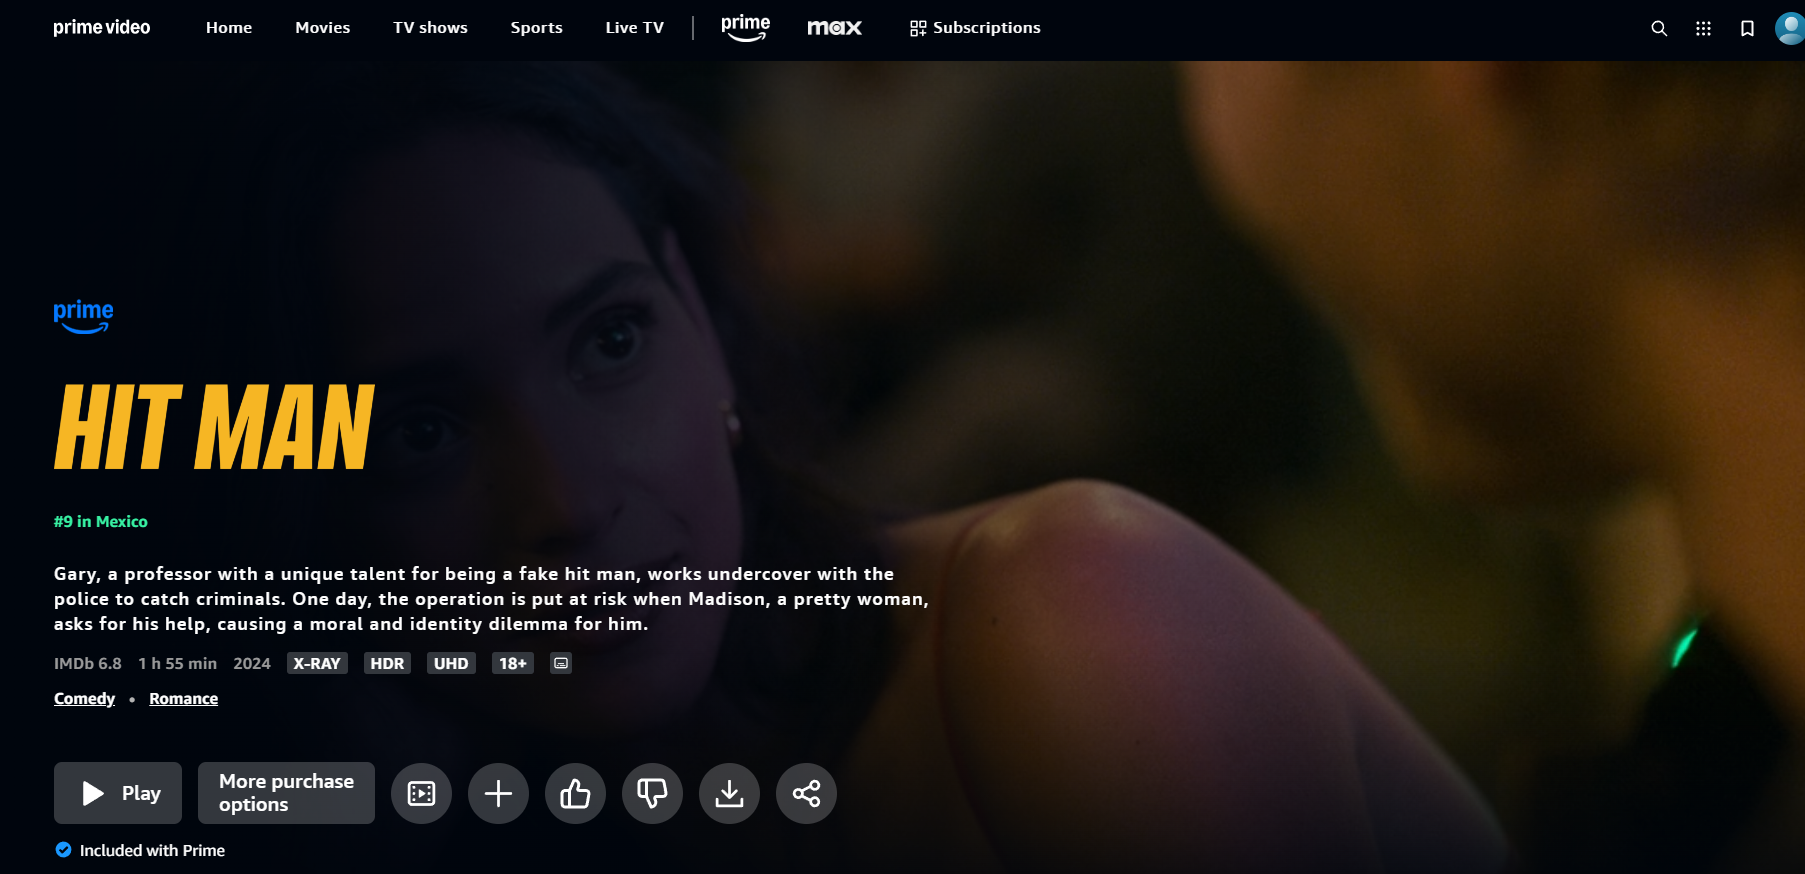 prime video
Home
Movies
TV shows
Sports
Live TV
prime
max
Subscriptions
prime
HIT MAN
#9 in Mexico
Gary, a professor with a unique talent for being a fake hit man, works undercover with the
police to catch criminals. One day, the operation is put at risk when Madison, a pretty woman,
asks for his help, causing a moral and identity dilemma for him.
IMDb 6.8 1 h 55 min 2024 X-RAY HDR UHD 18+
Comedy • Romance
Play
More purchase
options
Included with Prime